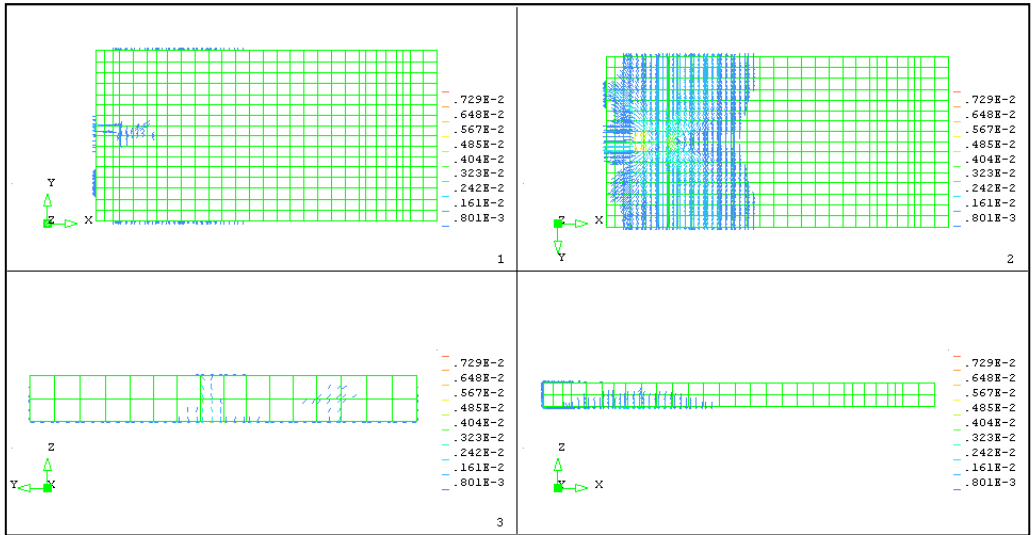 .729E-2
.648E-2
.567E-2
.485E-2
.404E-2
.323E-2
.242E-2
.161E-2
.801E-3
Y
Z X
1
.729E-2
.648E-2
.567E-2
.485E-2
.404E-2
.323E-2
.242E-2
.161E-2
.801E-3
Z
X
Y
2
.729E-2
.648E-2
.567E-2
.485E-2
.404E-2
.323E-2
.242E-2
.161E-2
.801E-3
Z
Y X
3
.729E-2
.648E-2
.567E-2
.485E-2
.404E-2
.323E-2
.242E-2
.161E-2
.801E-3
Z
Y X